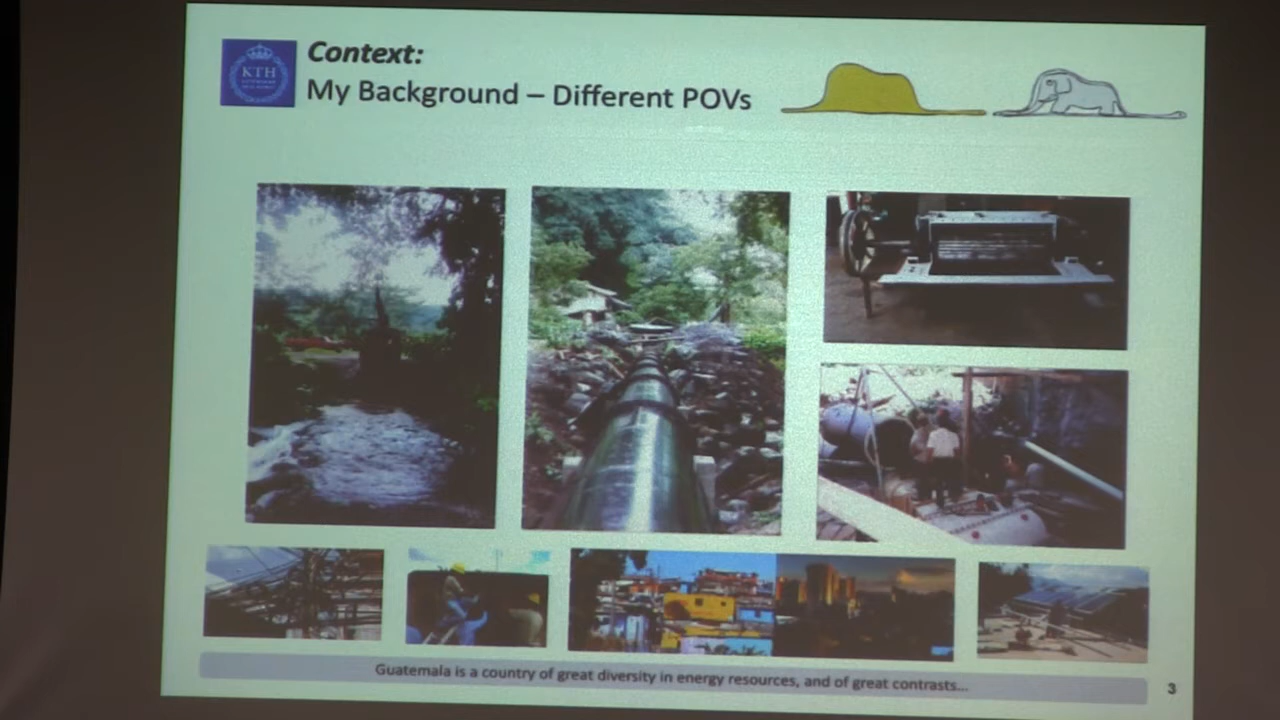 Context:
KTH
My Background – Different POVs
Guatemala is a country of great diversity in energy resources, and of great contrasts...
3